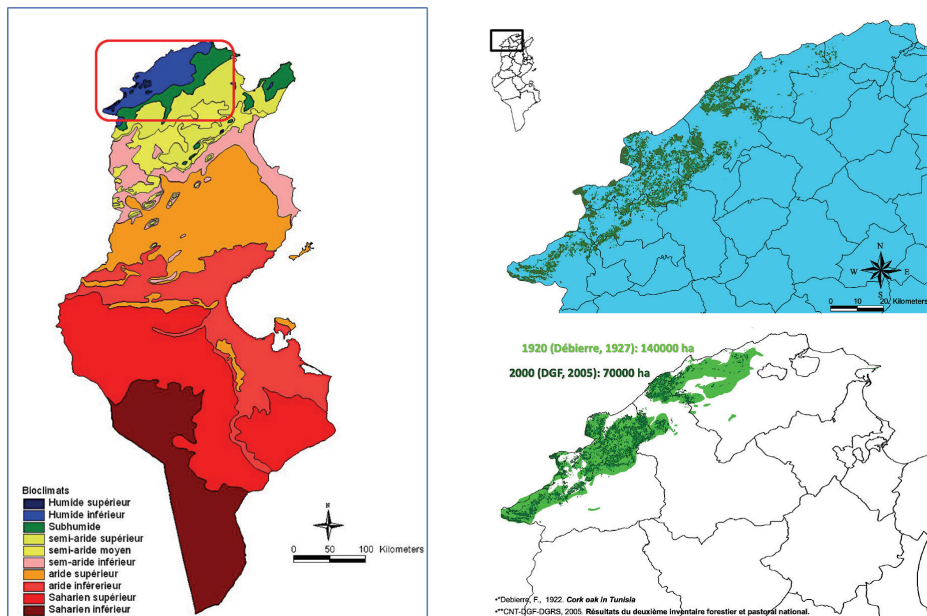 Bioclimats
Humide supérieur
Humide inférieur
Subhumide
semi-aride supérieur
semi-aride moyen
sem-aride inférieur
aride supérieur
aride inférerieur
Saharien supérieur
Saharien inférieur
N
0 50 100 Kilometers
N
W E
S
0 10 20 Kilometers
1920 (Débierre, 1927): 140000 ha
2000 (DGF, 2005): 70000 ha
•*Debierre, F., 1922. Cork oak in Tunisia
•**CNT-DGF-DGRS, 2005. Résultats du deuxième inventaire forestier et pastoral national.